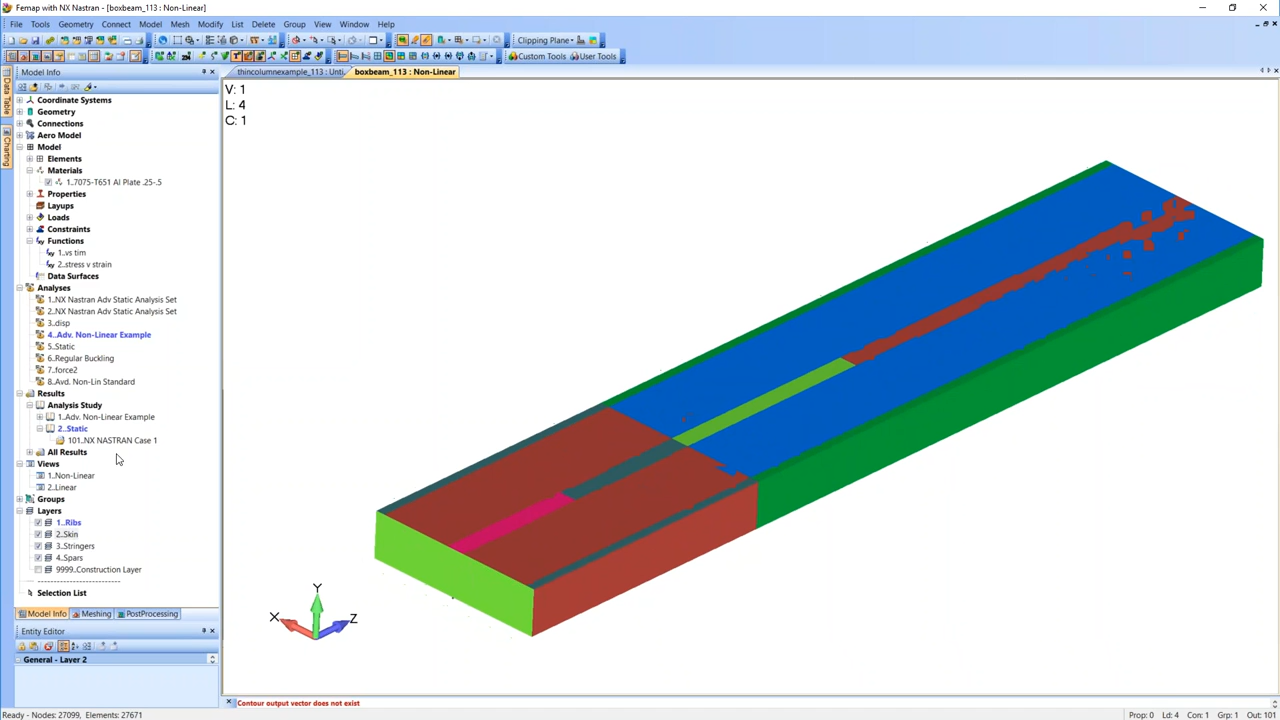 Femap with NX Nastran - [boxbeam_113 : Non-Linear]
File Tools Geometry Connect Model Mesh Modify List Delete Group View Window Help
Clipping Plane
Custom Tools User Tools
Model Info
thincolumnexample_113 : Unti...
boxbeam_113 : Non-Linear
Data Table
Charting
Coordinate Systems
Geometry
Connections
Aero Model
Model
Elements
Materials
1..7075-T651 Al Plate .25-.5
Properties
Layups
Loads
Constraints
Functions
1..vs tim
2..stress v strain
Data Surfaces
Analyses
1..NX Nastran Adv Static Analysis Set
2..NX Nastran Adv Static Analysis Set
3..disp
4..Adv. Non-Linear Example
5..Static
6..Regular Buckling
7..force2
8..Avd. Non-Lin Standard
Results
Analysis Study
1..Adv. Non-Linear Example
2..Static
101..NX NASTRAN Case 1
All Results
Views
1..Non-Linear
2..Linear
Groups
Layers
1..Ribs
2..Skin
3..Stringers
4..Spars
9999..Construction Layer
Selection List
Model Info Meshing PostProcessing
Entity Editor
General - Layer 2
V: 1
L: 4
C: 1
Y
X
Z
Contour output vector does not exist
Ready - Nodes: 27099, Elements: 27671
Prop: 0 Ld: 4 Con: 1 Grp: 1 Out: 101